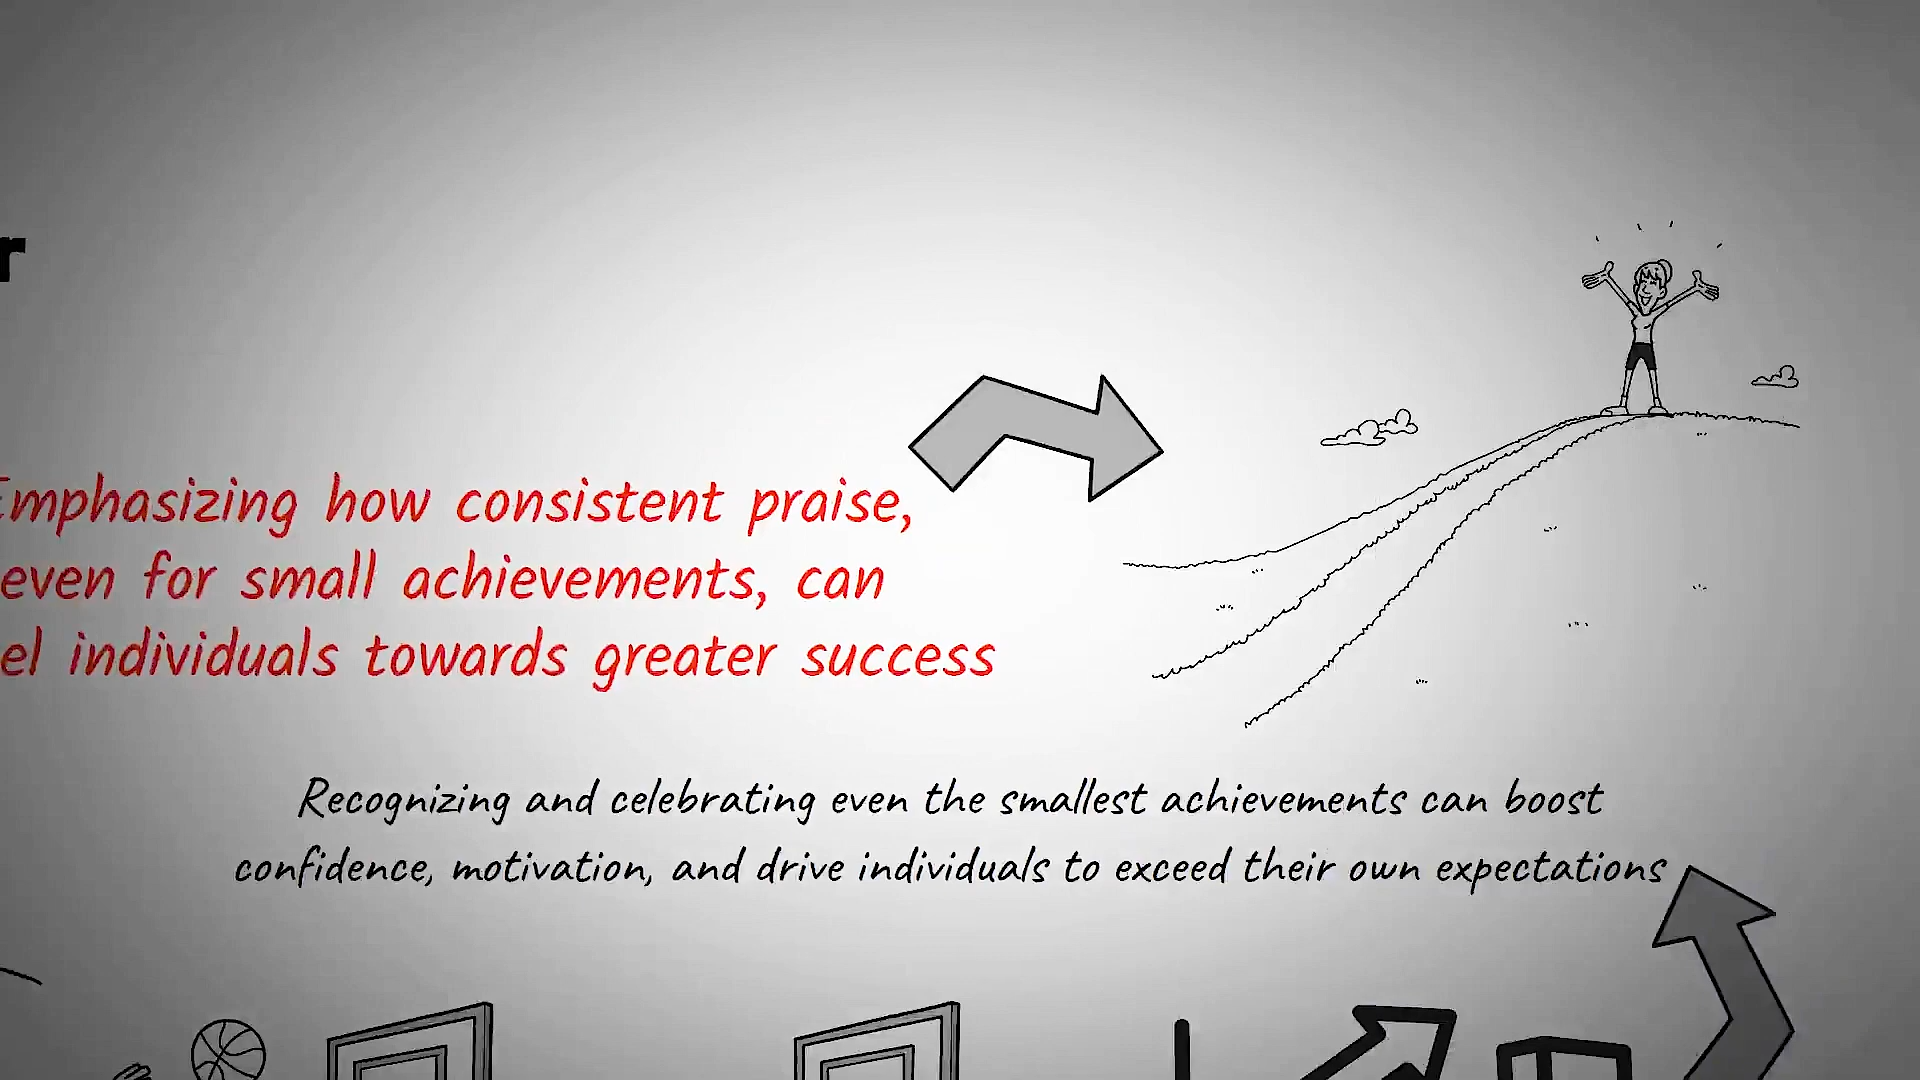 r
Emphasizing how consistent praise,
even for small achievements, can
el individuals towards greater success
Recognizing and celebrating even the smallest achievements can boost
confidence, motivation, and drive individuals to exceed their own expectations